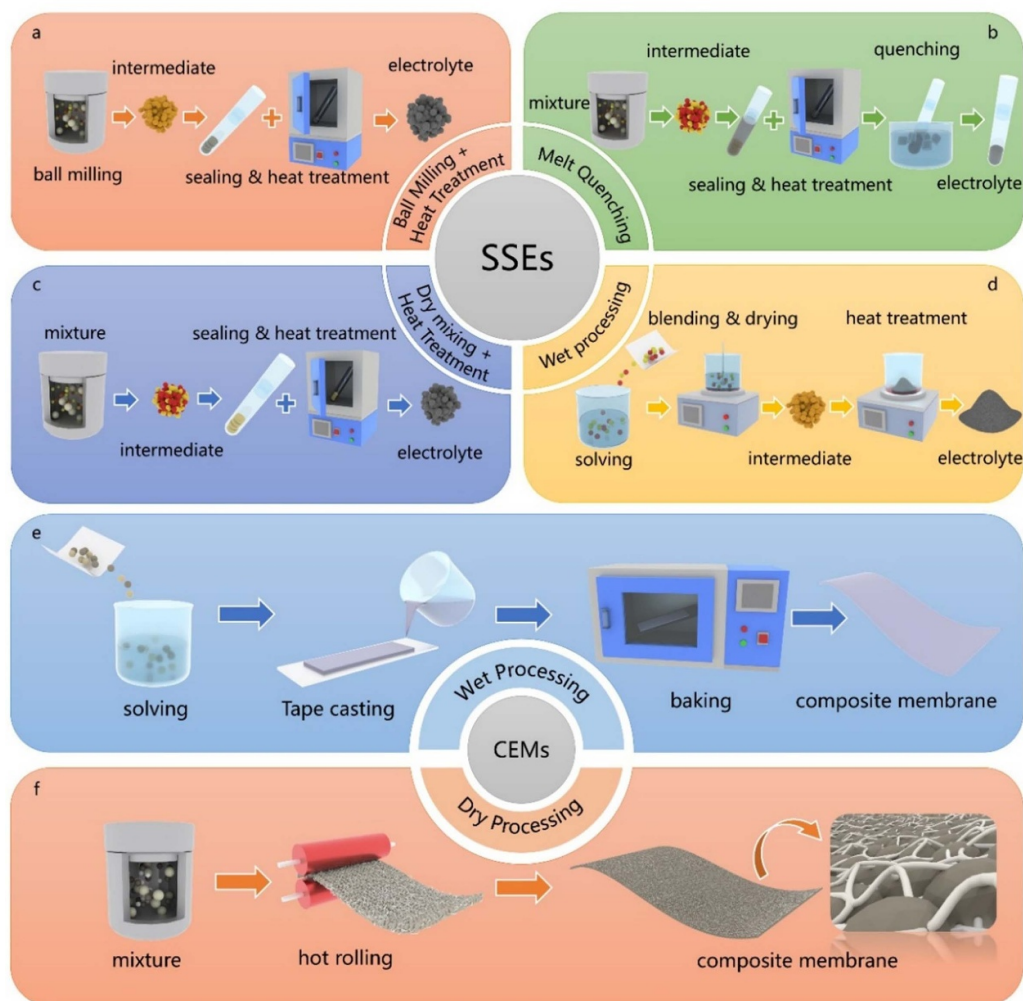 a
intermediate
electrolyte
ball milling
sealing & heat treatment
Ball Milling +
Heat Treatment
b
intermediate
quenching
mixture
sealing & heat treatment
electrolyte
Melt Quenching
SSEs
c
mixture
sealing & heat treatment
intermediate
electrolyte
Dry mixing +
Heat Treatment
d
blending & drying
heat treatment
solving
intermediate
electrolyte
Wet processing
e
solving
Tape casting
baking
composite membrane
Wet Processing
CEMs
Dry Processing
f
mixture
hot rolling
composite membrane